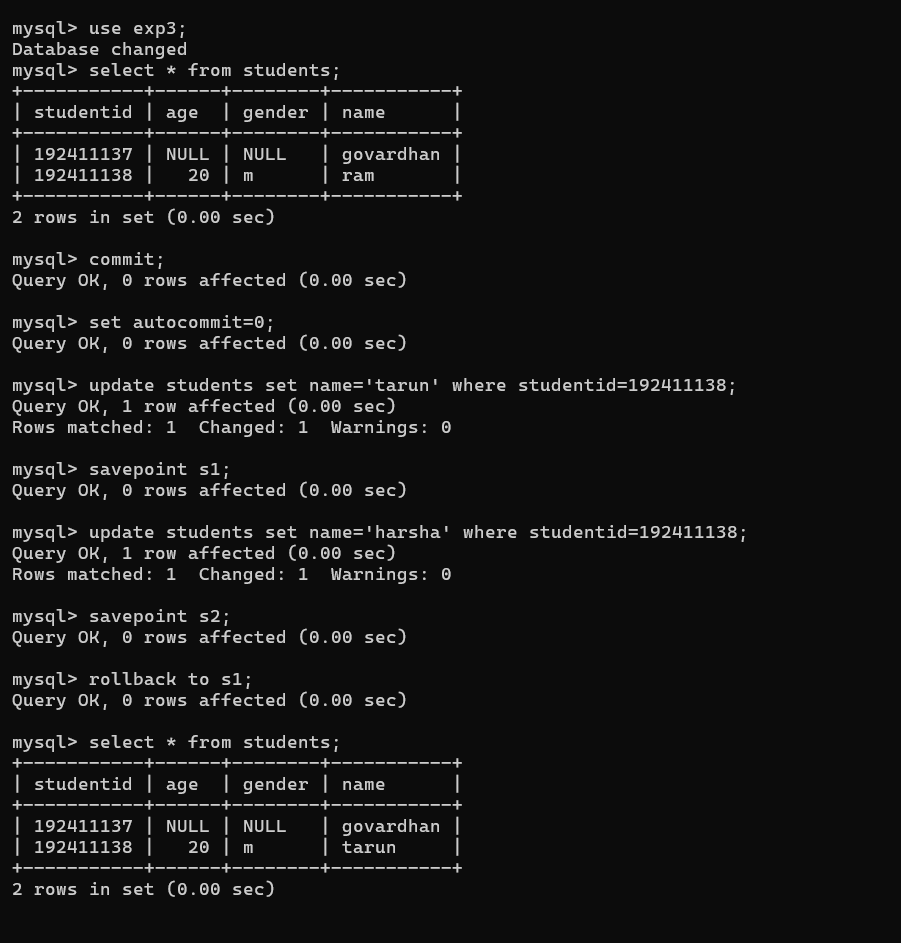 mysql> use exp3;
Database changed
mysql> select * from students;
+-----------+------+--------+-----------+
| studentid | age  | gender | name      |
+-----------+------+--------+-----------+
| 192411137 | NULL | NULL   | govardhan |
| 192411138 |   20 | m      | ram       |
+-----------+------+--------+-----------+
2 rows in set (0.00 sec)

mysql> commit;
Query OK, 0 rows affected (0.00 sec)

mysql> set autocommit=0;
Query OK, 0 rows affected (0.00 sec)

mysql> update students set name='tarun' where studentid=192411138;
Query OK, 1 row affected (0.00 sec)
Rows matched: 1  Changed: 1  Warnings: 0

mysql> savepoint s1;
Query OK, 0 rows affected (0.00 sec)

mysql> update students set name='harsha' where studentid=192411138;
Query OK, 1 row affected (0.00 sec)
Rows matched: 1  Changed: 1  Warnings: 0

mysql> savepoint s2;
Query OK, 0 rows affected (0.00 sec)

mysql> rollback to s1;
Query OK, 0 rows affected (0.00 sec)

mysql> select * from students;
+-----------+------+--------+-----------+
| studentid | age  | gender | name      |
+-----------+------+--------+-----------+
| 192411137 | NULL | NULL   | govardhan |
| 192411138 |   20 | m      | tarun     |
+-----------+------+--------+-----------+
2 rows in set (0.00 sec)